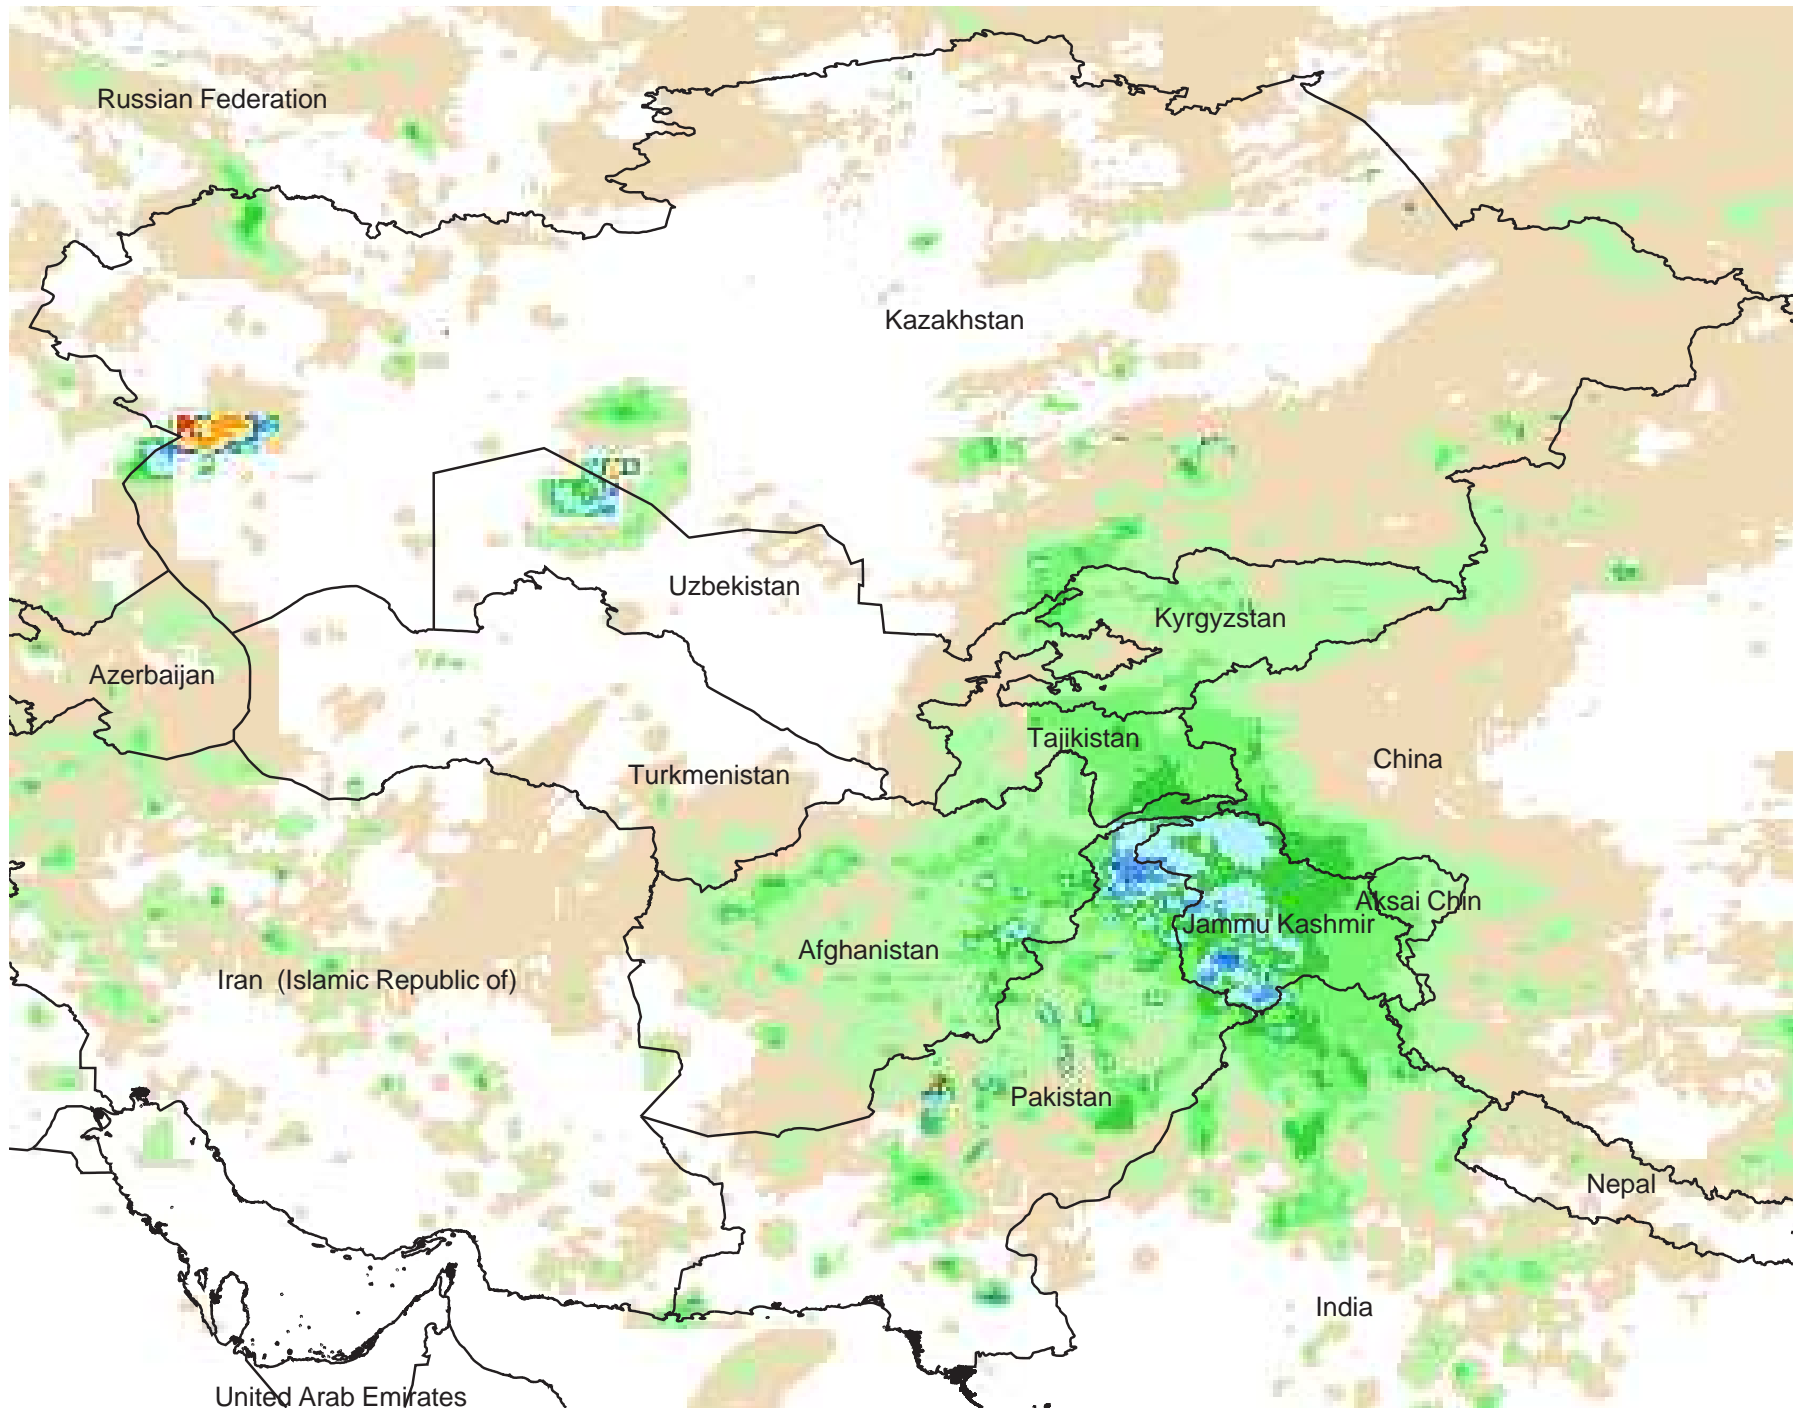 Russian Federation
Kazakhstan
Uzbekistan
Kyrgyzstan
Azerbaijan
Tajikistan
China
Turkmenistan
Aksai Chin
Jammu Kashmir
Afghanistan
Iran (Islamic Republic of)
Pakistan
Nepal
India
United Arab Emirates